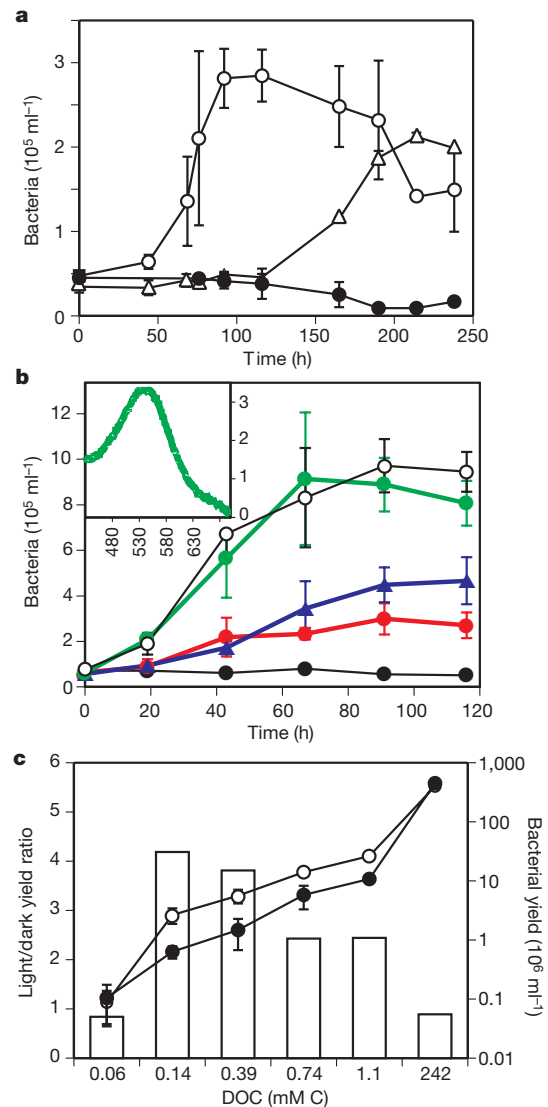 a
3
2
1
0
Bacteria (10⁵ ml⁻¹)
0 50 100 150 200 250
Time (h)
b
12
10
8
6
4
2
0
Bacteria (10⁵ ml⁻¹)
3
2
1
0
480 530 580 630
0 20 40 60 80 100 120
Time (h)
c
6
5
4
3
2
1
0
Light/dark yield ratio
1,000
100
10
1
0.1
0.01
Bacterial yield (10⁶ ml⁻¹)
0.06 0.14 0.39 0.74 1.1 242
DOC (mM C)